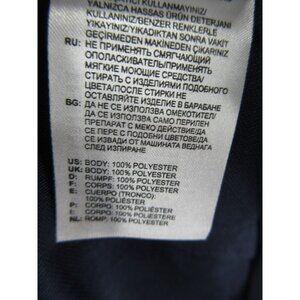 KULLANMAYINIZ/
YALNIZCA HASSAS ÜRÜN DETERJANI
KULLANINIZ/BENZER RENKLERLE
YIKAYINIZ/YIKADIKTAN SONRA VAKİT
GEÇİRMEDEN MAKİNEDEN ÇIKARINIZ
RU: НЕ ПРИМЕНЯТЬ СМЯГЧАЮЩИЙ
ОПОЛАСКИВАТЕЛЬ/ПРИМЕНЯТЬ
МЯГКИЕ МОЮЩИЕ СРЕДСТВА/
СТИРАТЬ С ИЗДЕЛИЯМИ ПОДОБНОГО
ЦВЕТА/ПОСЛЕ СТИРКИ НЕ
ОСТАВЛЯЙТЕ ИЗДЕЛИЕ В БАРАБАНЕ
BG: ДА НЕ СЕ ИЗПОЛЗВА ОМЕКОТИТЕЛ/
ДА СЕ ИЗПОЛЗВА САМО ПЕРИЛЕН
ПРЕПАРАТ С МЕКО ДЕЙСТВИЕ/ДА
СЕ ПЕРЕ С ПОДОБНИ ЦВЕТОВЕ/ДА
СЕ ИЗВАДИ ОТ МАШИНАТА ВЕДНАГА
СЛЕД ИЗПИРАНЕ
US: BODY: 100% POLYESTER
UK: BODY: 100% POLYESTER
D: RUMPF: 100% POLYESTER
F: CORPS: 100% POLYESTER
E: CUERPO (TRONCO):
100% POLIÉSTER
P: CORPO: 100% POLIÉSTER
I: CORPO: 100% POLIESTERE
NL: ROMP: 100% POLYESTER